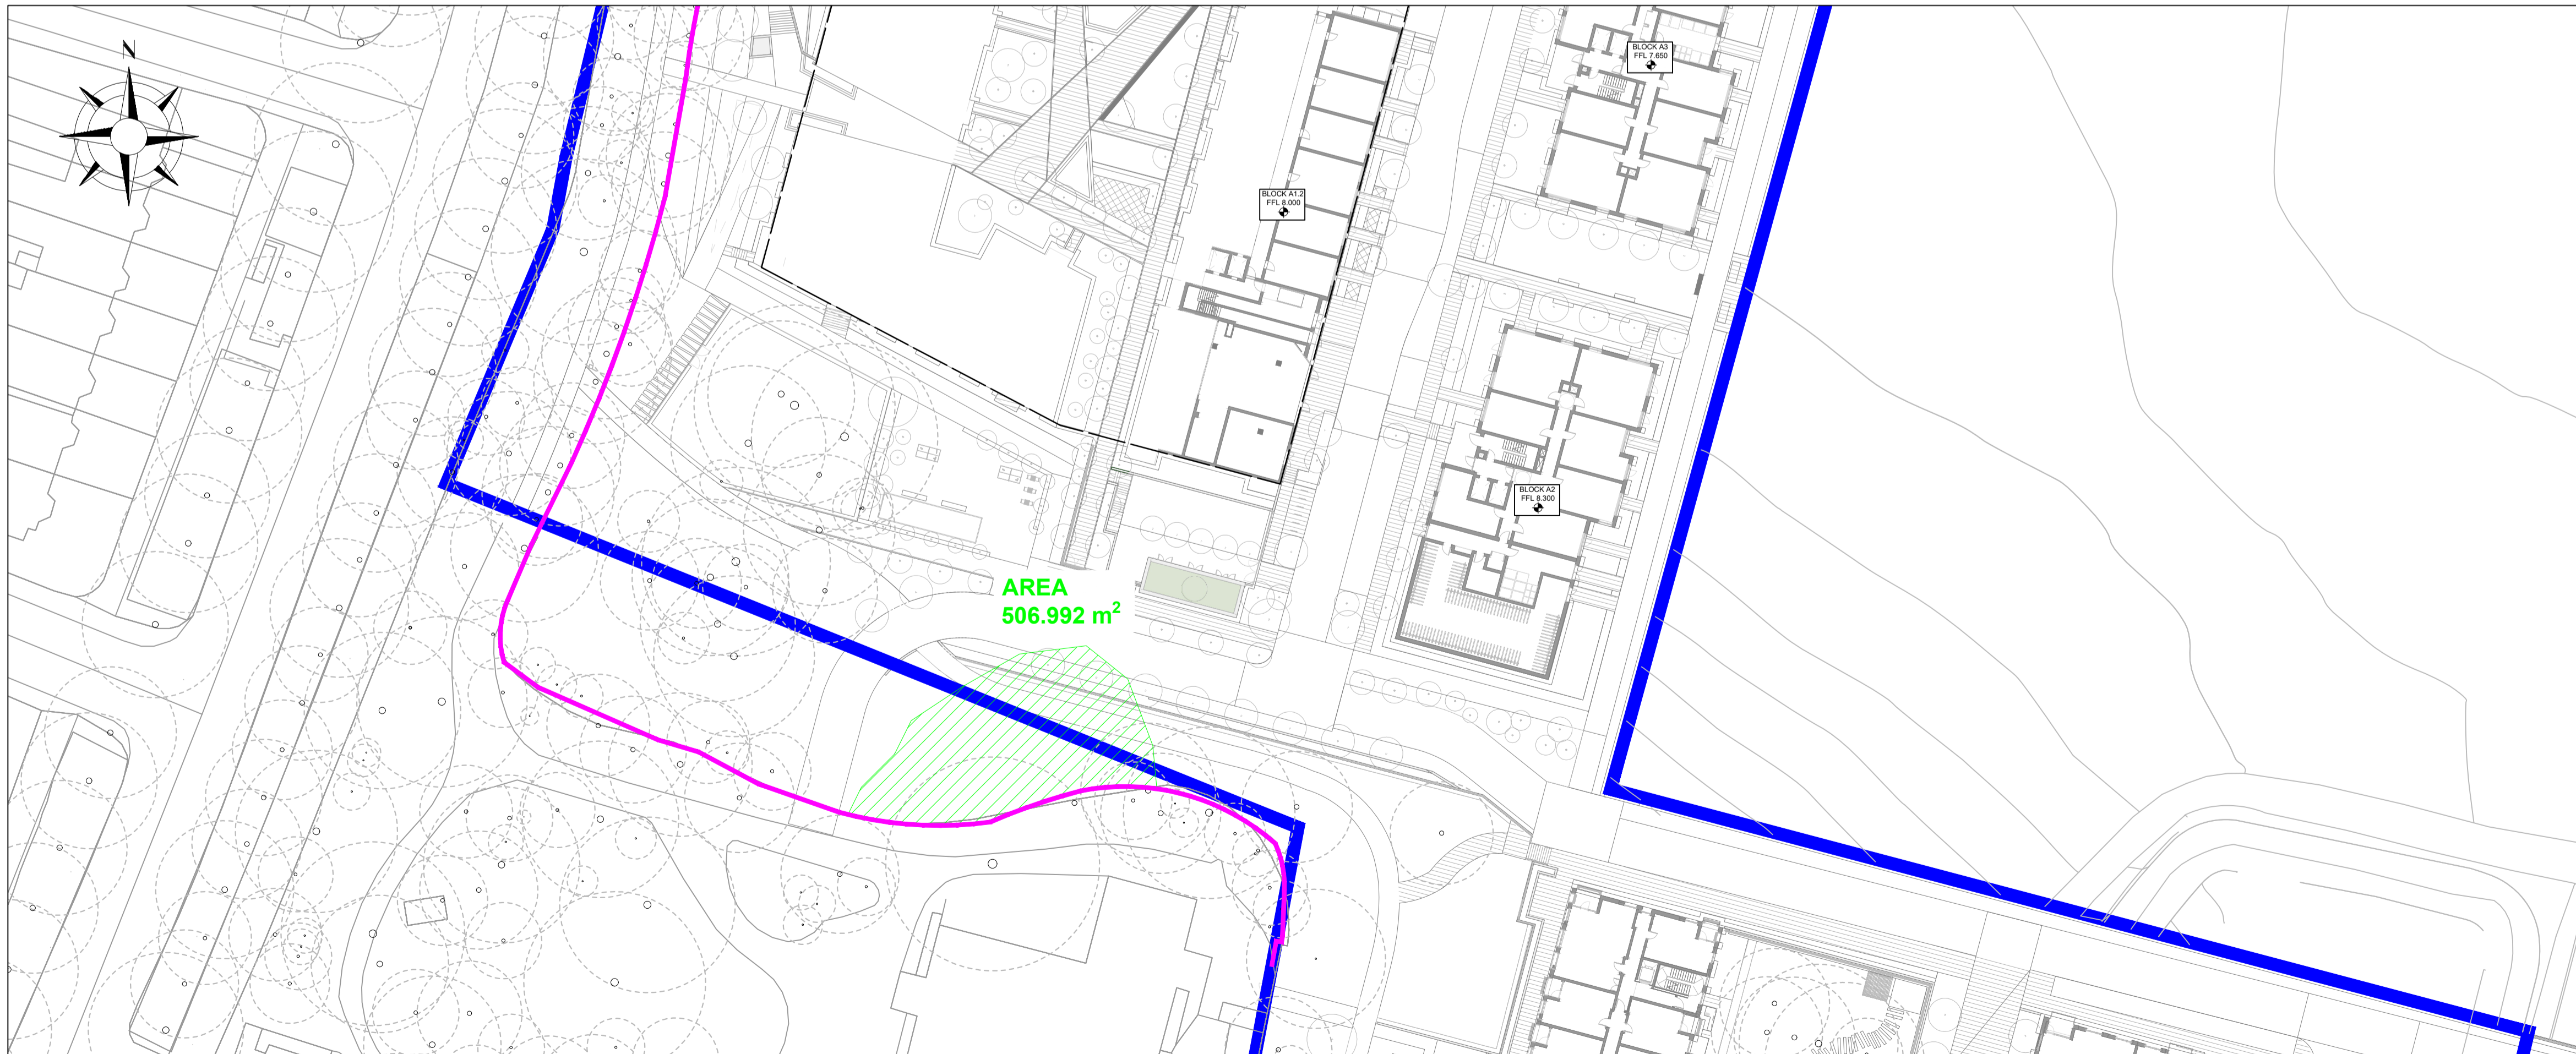 N
BLOCK A3
FFL 7.650
BLOCK A1.2
FFL 8.000
BLOCK A2
FFL 8.300
AREA
506.992 m²